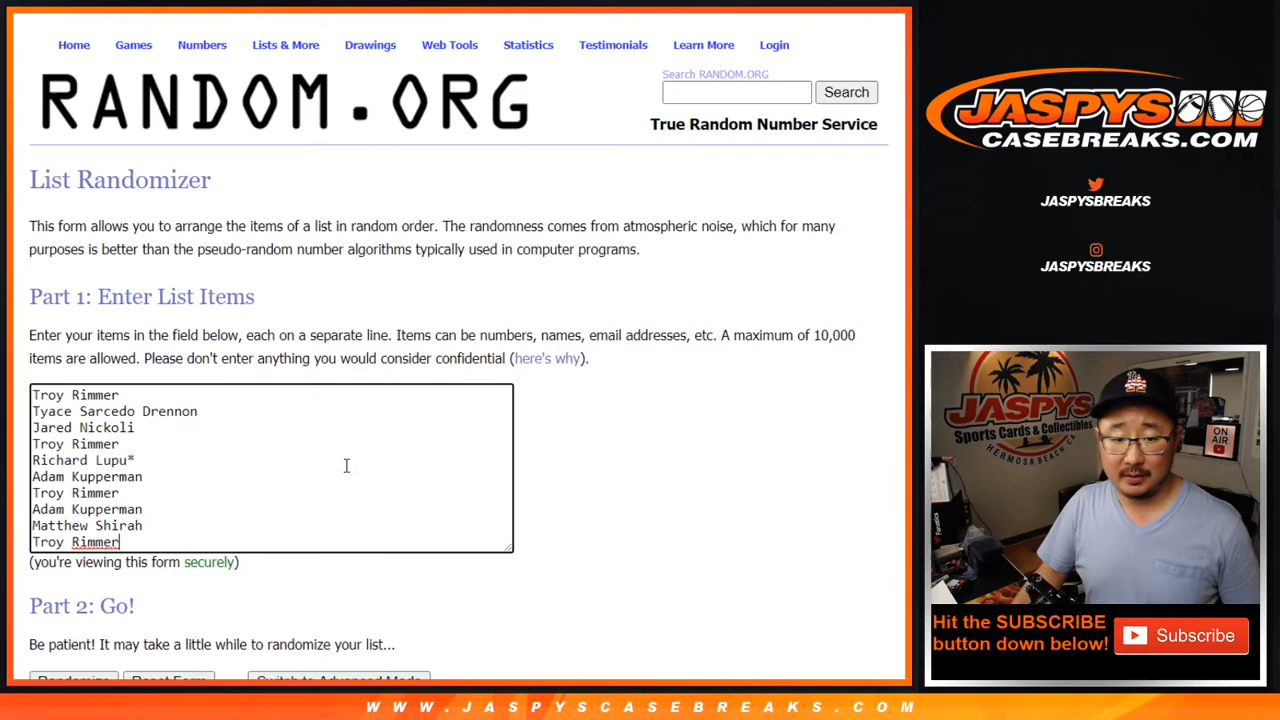 Home Games Numbers Lists & More Drawings Web Tools Statistics Testimonials Learn More Login
RANDOM.ORG
Search RANDOM.ORG
Search
True Random Number Service
List Randomizer
This form allows you to arrange the items of a list in random order. The randomness comes from atmospheric noise, which for many
purposes is better than the pseudo-random number algorithms typically used in computer programs.
Part 1: Enter List Items
Enter your items in the field below, each on a separate line. Items can be numbers, names, email addresses, etc. A maximum of 10,000
items are allowed. Please don't enter anything you would consider confidential (here's why).
Troy Rimmer
Tyace Sarcedo Drennon
Jared Nickoli
Troy Rimmer
Richard Lupu*
Adam Kupperman
Troy Rimmer
Adam Kupperman
Matthew Shirah
Troy Rimmer
(you're viewing this form securely)
Part 2: Go!
Be patient! It may take a little while to randomize your list...
Randomize Reset Form Switch to Advanced Mode
JASPYS
CASEBREAKS.COM
JASPYSBREAKS
JASPYSBREAKS
JASPYS
Sports Cards & Collectibles
HERMOSA BEACH, CA
ON AIR
Fanatics
Hit the SUBSCRIBE
button down below!
Subscribe
WWW.JASPYSCASEBREAKS.COM